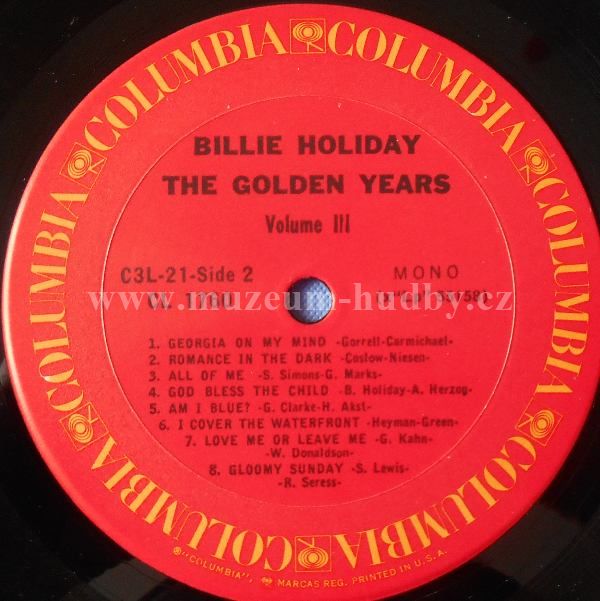 COLUMBIA COLUMBIA COLUMBIA COLUMBIA COLUMBIA COLUMBIA COLUMBIA COLUMBIA
BILLIE HOLIDAY
THE GOLDEN YEARS
Volume III
C3L-21-Side 2 MONO
www.muzeum-hudby.cz
1. GEORGIA ON MY MIND -Gorrell-Carmichael-
2. ROMANCE IN THE DARK -Coslow-Niesen-
3. ALL OF ME -S. Simons-G. Marks-
4. GOD BLESS THE CHILD -B. Holiday-A. Herzog-
5. AM I BLUE? -G. Clarke-H. Akst-
6. I COVER THE WATERFRONT -Heyman-Green-
7. LOVE ME OR LEAVE ME -G. Kahn-
W. Donaldson-
8. GLOOMY SUNDAY -S. Lewis-
R. Seress-
®"COLUMBIA", MARCAS REG. PRINTED IN U.S.A.